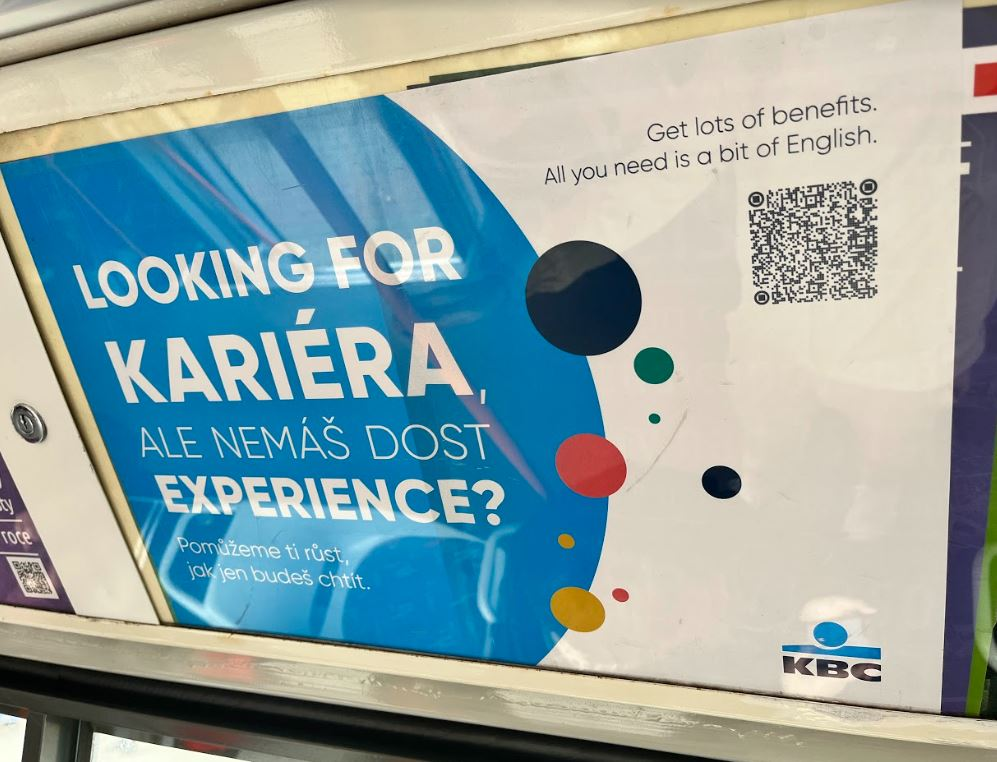 Get lots of benefits.
All you need is a bit of English.
LOOKING FOR
KARIÉRA,
ALE NEMÁŠ DOST
EXPERIENCE?
Pomůžeme ti růst,
jak jen budeš chtít.
KBC
roce